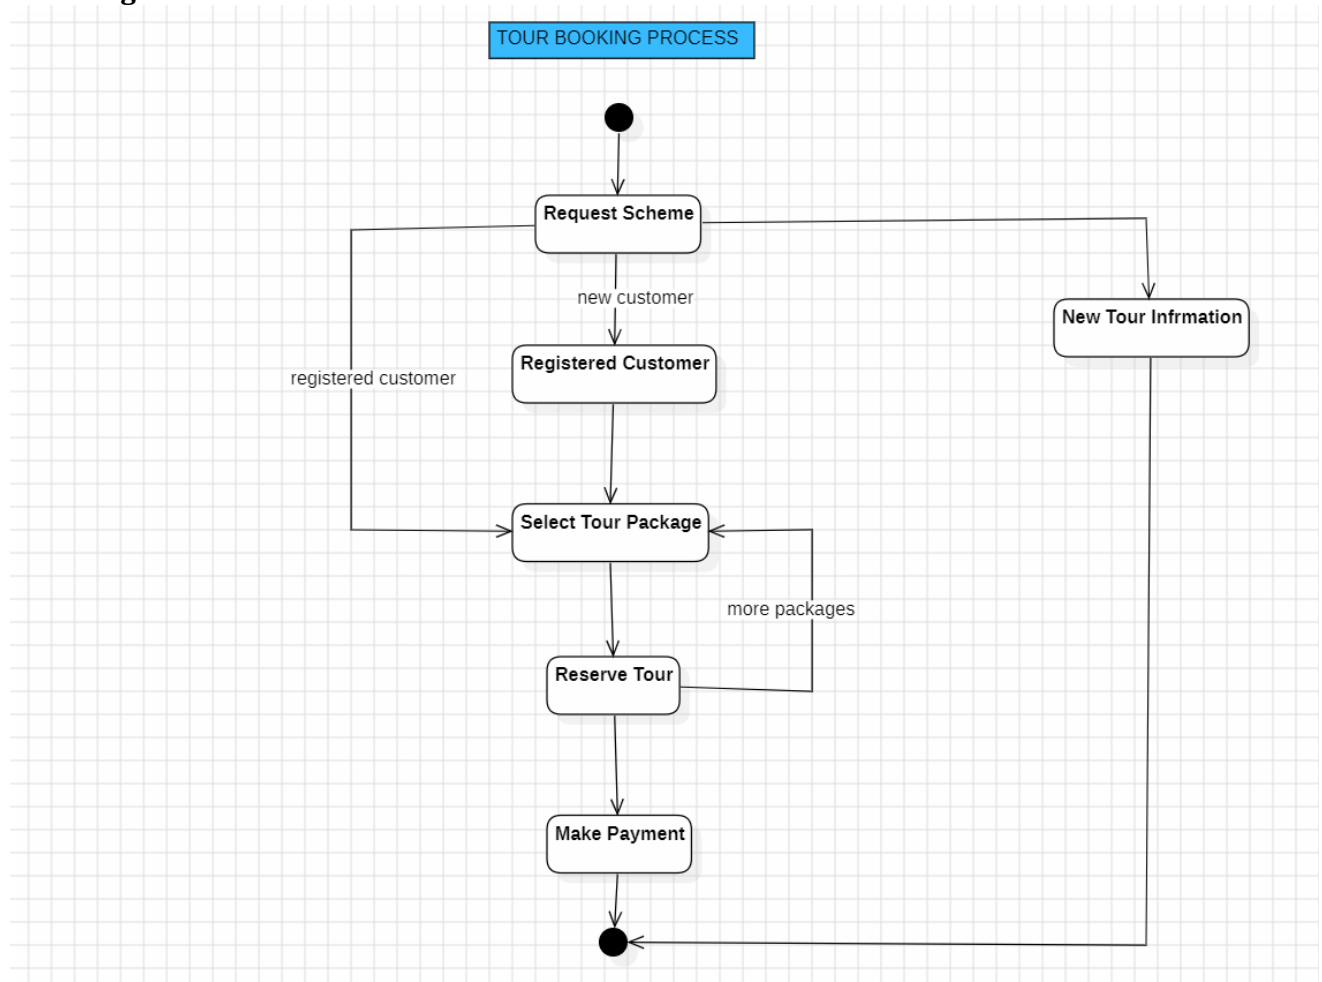 TOUR BOOKING PROCESS
Request Scheme
new customer
New Tour Infrmation
Registered Customer
registered customer
Select Tour Package
more packages
Reserve Tour
Make Payment